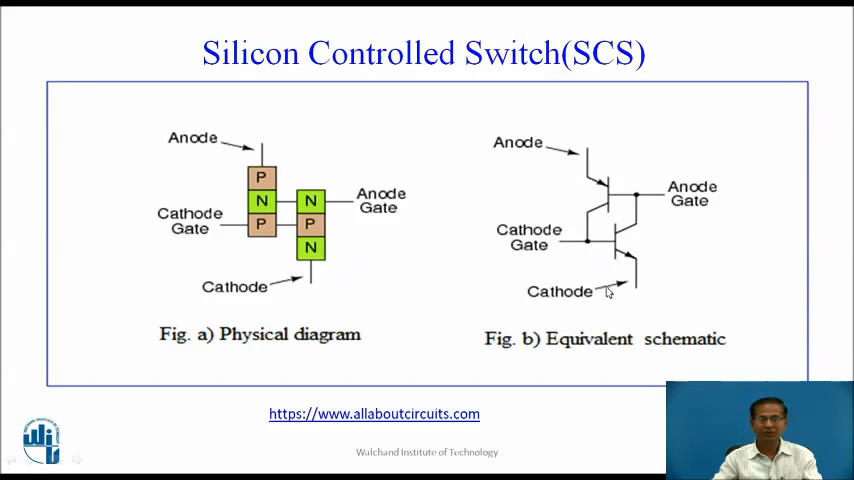 Silicon Controlled Switch(SCS)
Anode
P
N
N
Anode
Gate
Cathode
Gate
P
P
N
Cathode
Fig. a) Physical diagram
Anode
Anode
Gate
Cathode
Gate
Cathode
Fig. b) Equivalent schematic
https://www.allaboutcircuits.com
Walchand Institute of Technology